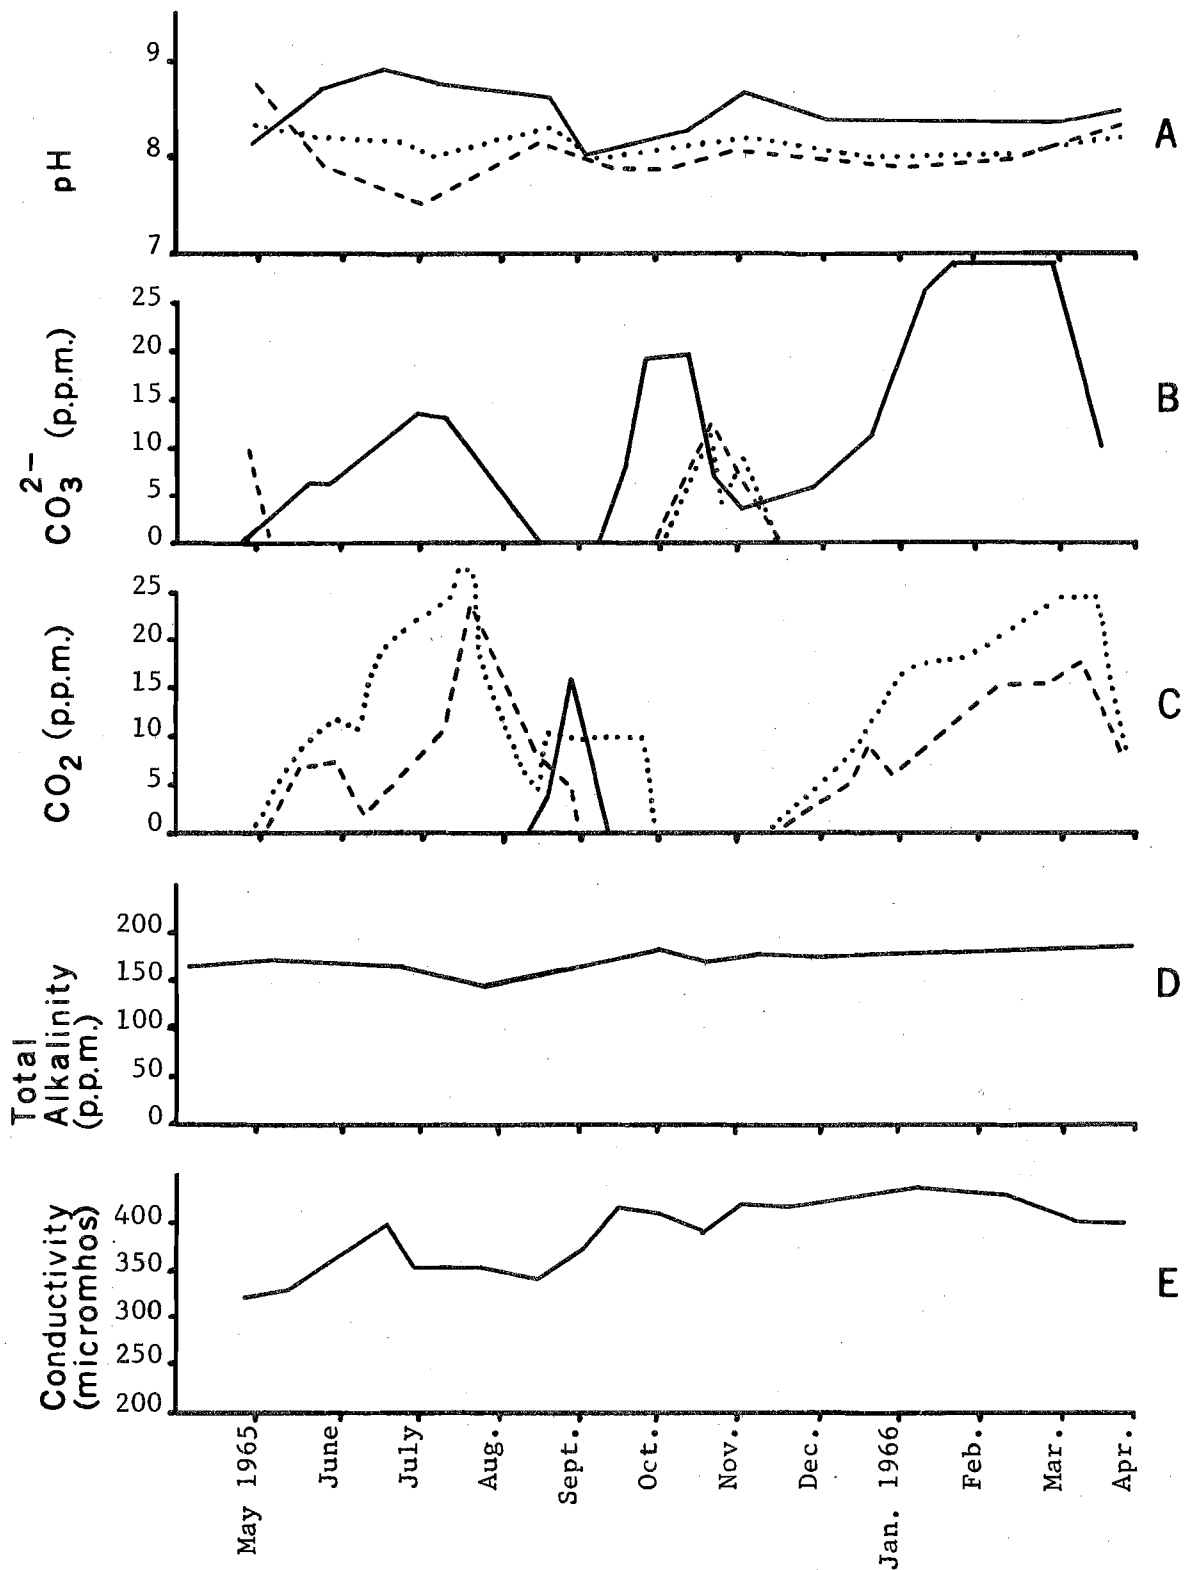 9
8
7
pH
A
25
20
15
10
5
0
CO₃²⁻ (p.p.m.)
B
25
20
15
10
5
0
CO₂ (p.p.m.)
C
200
150
100
50
0
Total
Alkalinity
(p.p.m.)
D
400
350
300
250
200
Conductivity
(micromhos)
E
May 1965
June
July
Aug.
Sept.
Oct.
Nov.
Dec.
Jan. 1966
Feb.
Mar.
Apr.